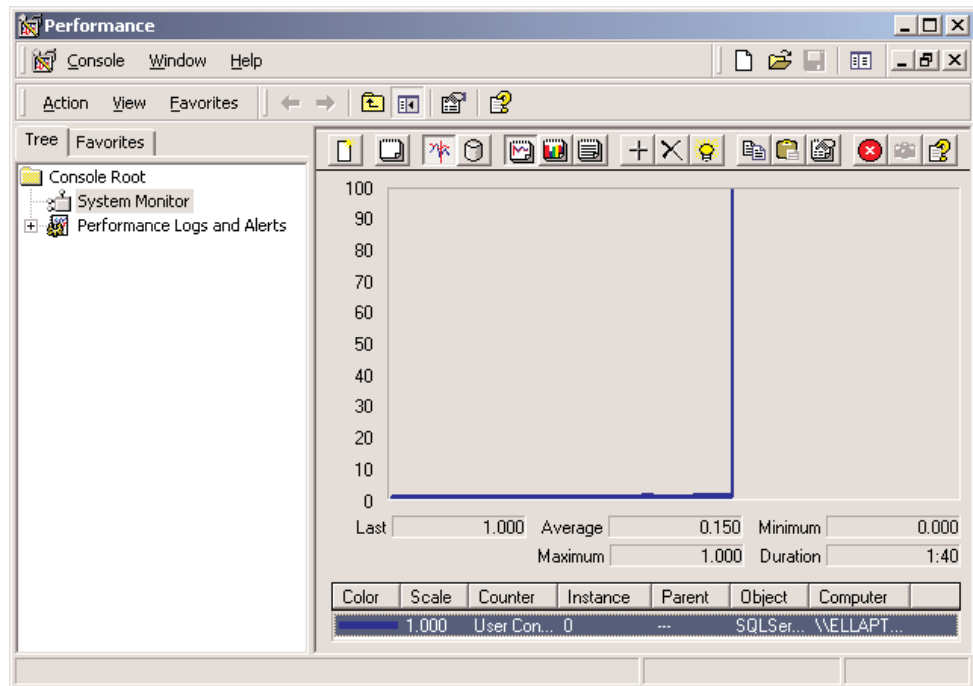 Performance
Console Window Help
Action View Favorites
Tree Favorites
Console Root
System Monitor
Performance Logs and Alerts
100
90
80
70
60
50
40
30
20
10
0
Last 1.000 Average 0.150 Minimum 0.000
Maximum 1.000 Duration 1:40
Color Scale Counter Instance Parent Object Computer
1.000 User Con... 0 --- SQLSer... \\ELLAPT...